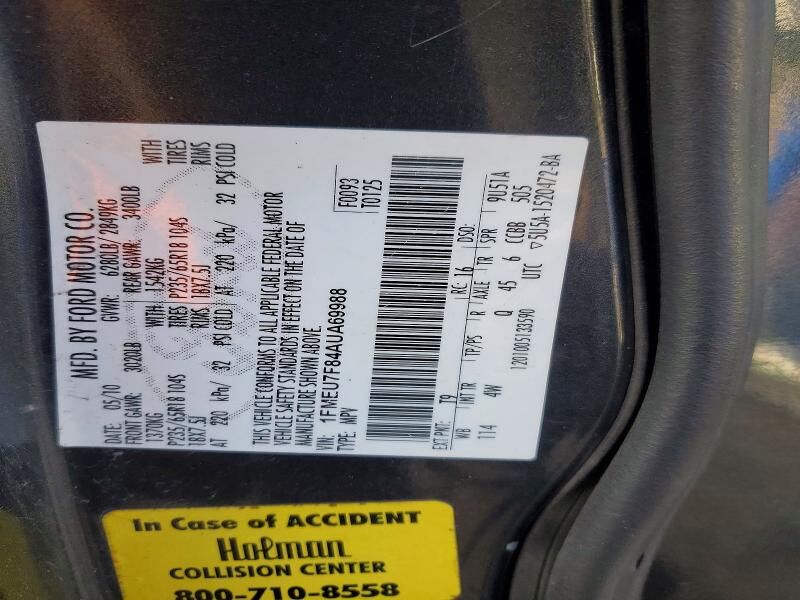 MFD. BY FORD MOTOR CO.
DATE: 05/10 GVWR: 6280LB/ 2849KG
FRONT GAWR: 3020LB REAR GAWR: 3400LB
1370KG WITH 1542KG WITH
P235/65R18 104S TIRES P235/65R18 104S TIRES
18X7.5J RIMS 18X7.5J RIMS
AT 220 kPa/ 32 PSI COLD AT 220 kPa/ 32 PSI COLD
THIS VEHICLE CONFORMS TO ALL APPLICABLE FEDERAL MOTOR
VEHICLE SAFETY STANDARDS IN EFFECT ON THE DATE OF
MANUFACTURE SHOWN ABOVE.
VIN: 1FMEU7F84AUA69988
TYPE: MPV
F0093
T0125
EXT PNT: T9 RC: 16 DSO:
WB INT TR TP/PS R AXLE TR SPR 9U51A
114 4W Q 45 6 CCBB 505
1201005133590 UTC ▽5U5A-1520472-BA
In Case of ACCIDENT
Holman
COLLISION CENTER
800-710-8558